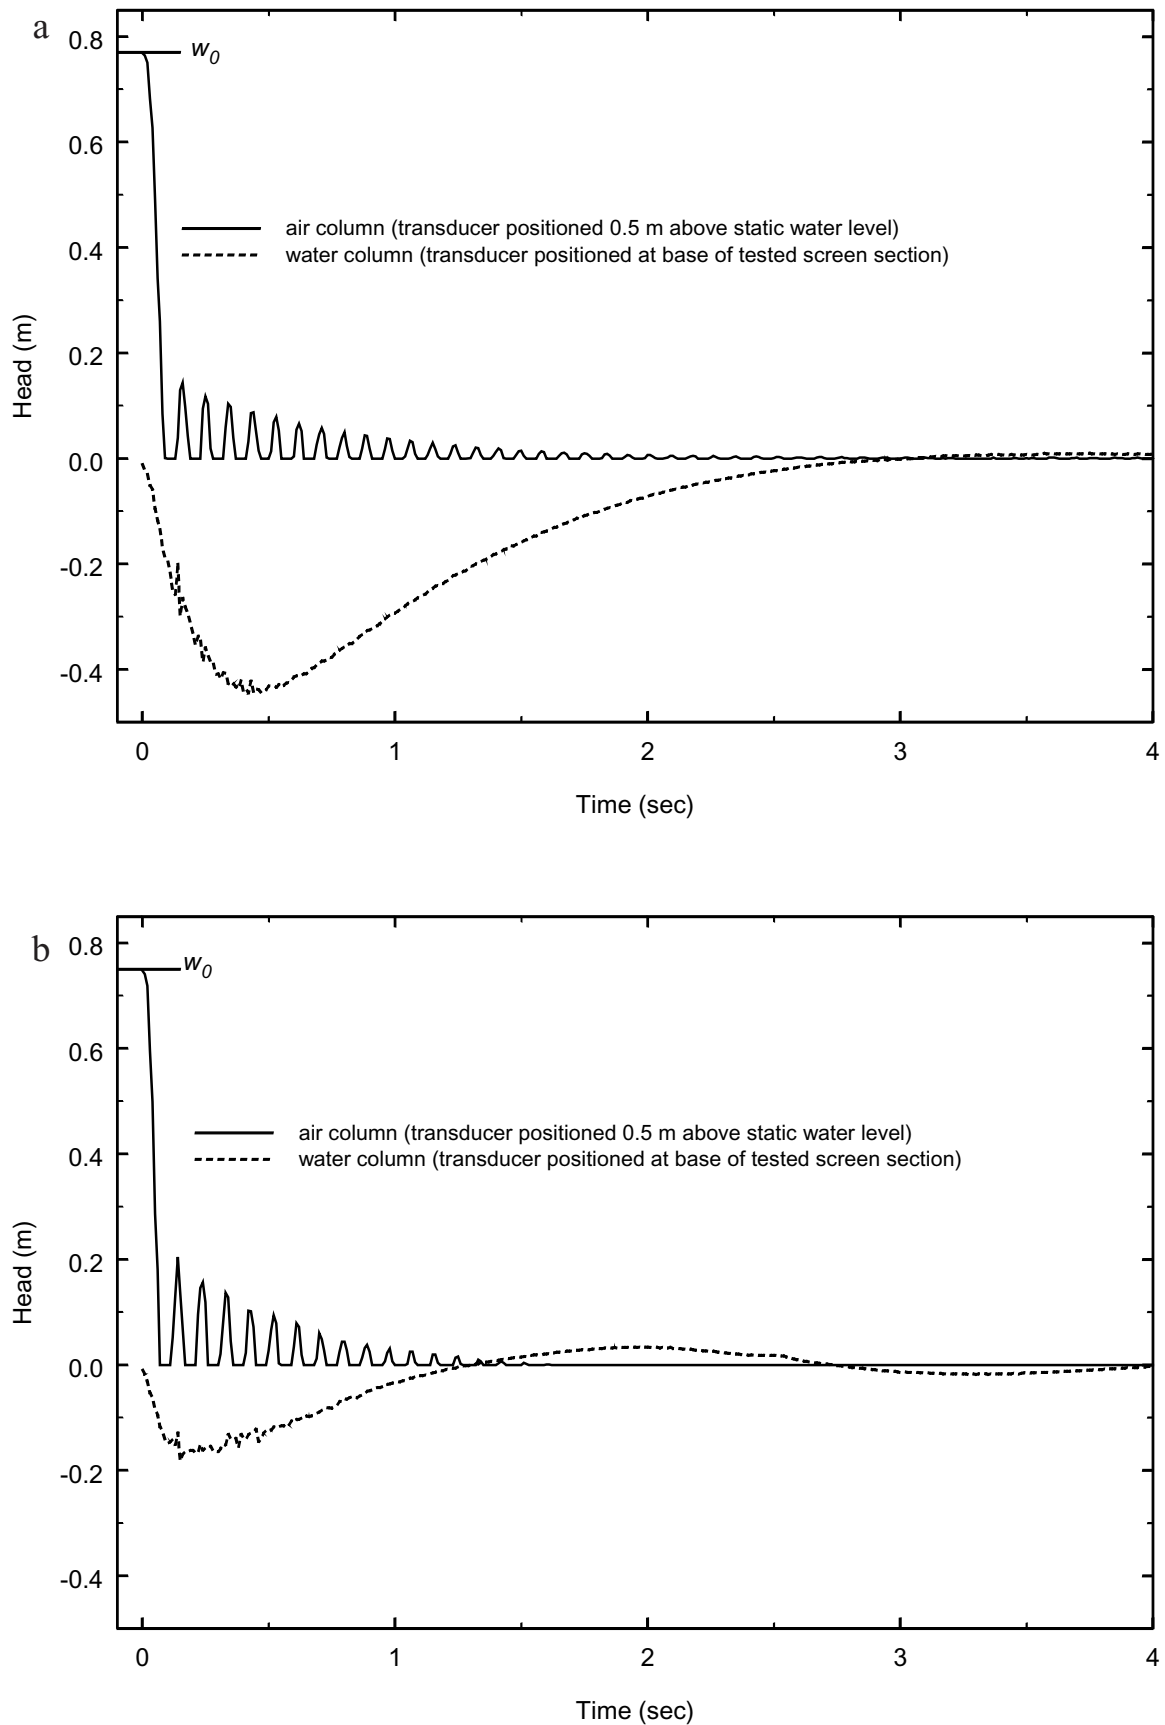 a
0.8
w0
0.6
air column (transducer positioned 0.5 m above static water level)
0.4
water column (transducer positioned at base of tested screen section)
Head (m)
0.2
0.0
-0.2
-0.4
0 1 2 3 4
Time (sec)
b
0.8
w0
0.6
air column (transducer positioned 0.5 m above static water level)
0.4
water column (transducer positioned at base of tested screen section)
Head (m)
0.2
0.0
-0.2
-0.4
0 1 2 3 4
Time (sec)